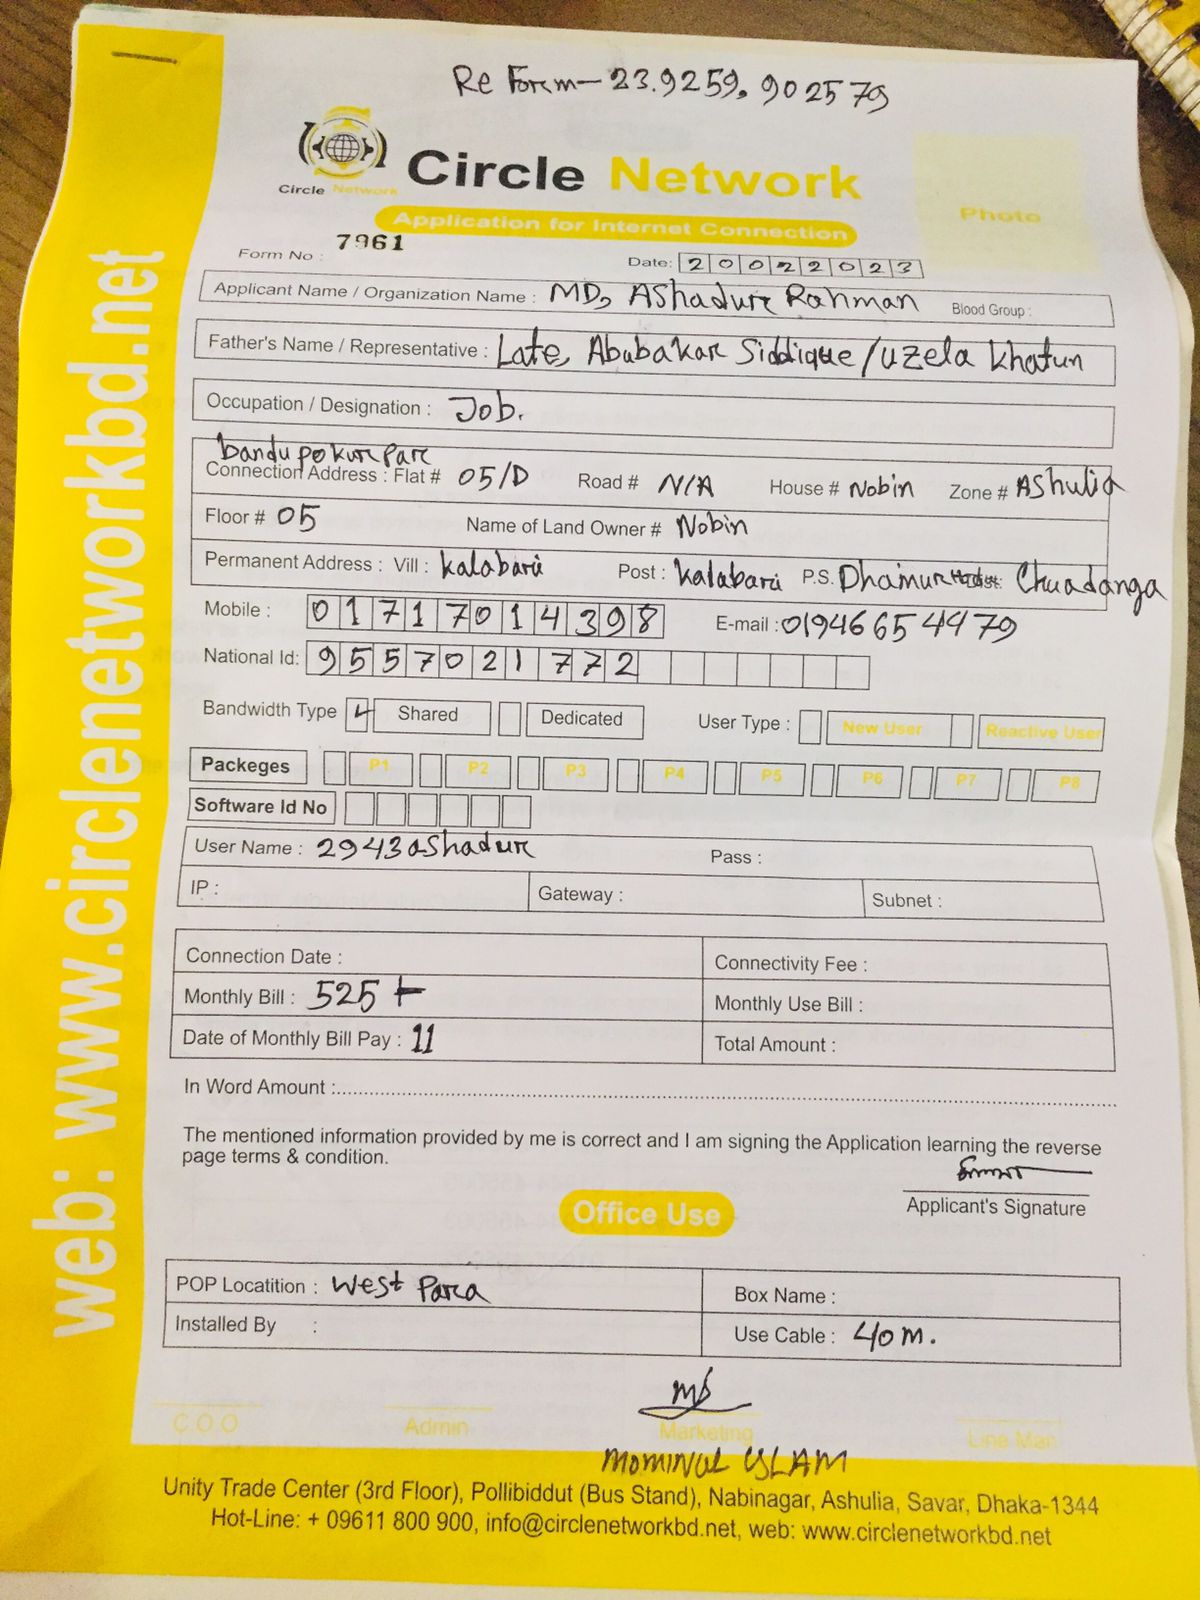 Re Form- 23.9259, 902579
Circle Network
Circle Network
Photo
Application for Internet Connection
Form No : 7961
Date: 20022023
Applicant Name / Organization Name : MD, AShadur Rahman Blood Group :
Father's Name / Representative : Late, Abubakar Siddique/Uzela Khatun
Occupation / Designation : Job.
bandupokur par
Connection Address : Flat # 05/D Road # N/A House # Nobin Zone # AShulia
Floor # 05 Name of Land Owner # Nobin
Permanent Address : Vill : Kalabari Post : Kalabari P.S. Dhamur Chuadanga
Mobile : 01717014398 E-mail : 01946654479
National Id: 9557021772
Bandwidth Type Shared Dedicated User Type : New User Reactive User
Packeges P1 P2 P3 P4 P5 P6 P7 P8
Software Id No
User Name : 2943aShadur Pass :
IP : Gateway : Subnet :
Connection Date : Connectivity Fee :
Monthly Bill : 525 Monthly Use Bill :
Date of Monthly Bill Pay : 11 Total Amount :
In Word Amount :
The mentioned information provided by me is correct and I am signing the Application learning the reverse
page terms & condition.
Applicant's Signature
Office Use
POP Locatition : West Para Box Name :
Installed By : Use Cable : 40 m.
C O O Admin Marketing Line Man
Mominul ISLAM
Unity Trade Center (3rd Floor), Pollibiddut (Bus Stand), Nabinagar, Ashulia, Savar, Dhaka-1344
Hot-Line: + 09611 800 900, info@circlenetworkbd.net, web: www.circlenetworkbd.net
web: www.circlenetworkbd.net